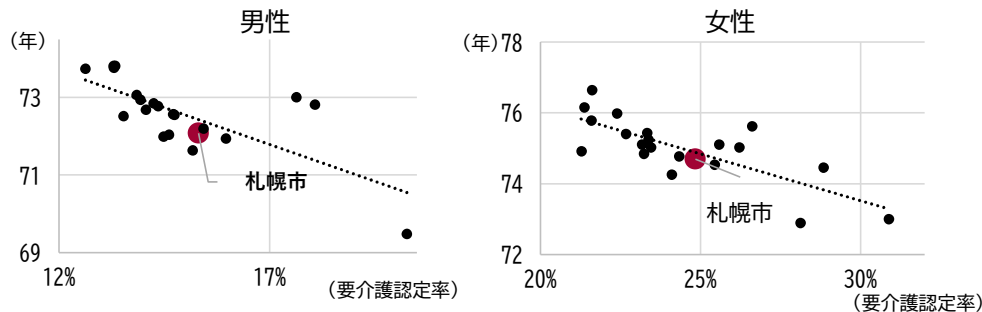 男性
(年)
73
71
69
12%
17%
札幌市
(要介護認定率)
女性
(年)
78
76
74
72
20%
25%
30%
札幌市
(要介護認定率)